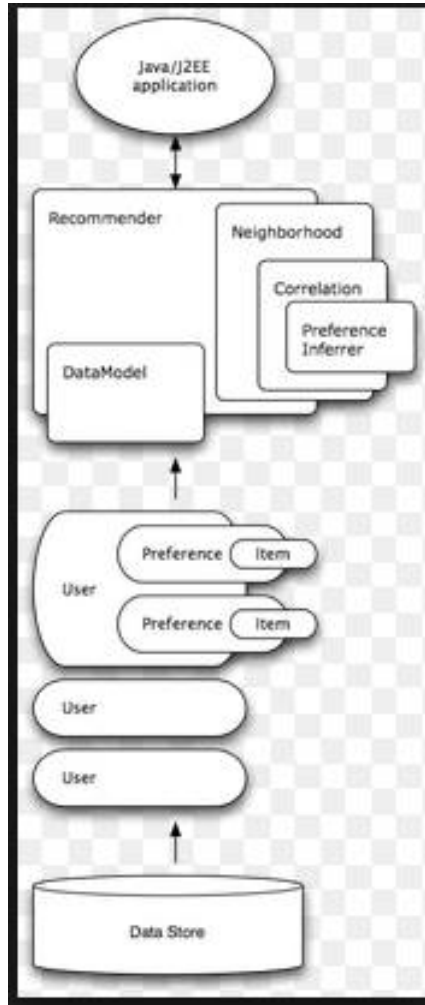 Java/J2EE
application
Recommender
Neighborhood
Correlation
Preference
Inferrer
DataModel
Preference
Item
User
Preference
Item
User
User
Data Store